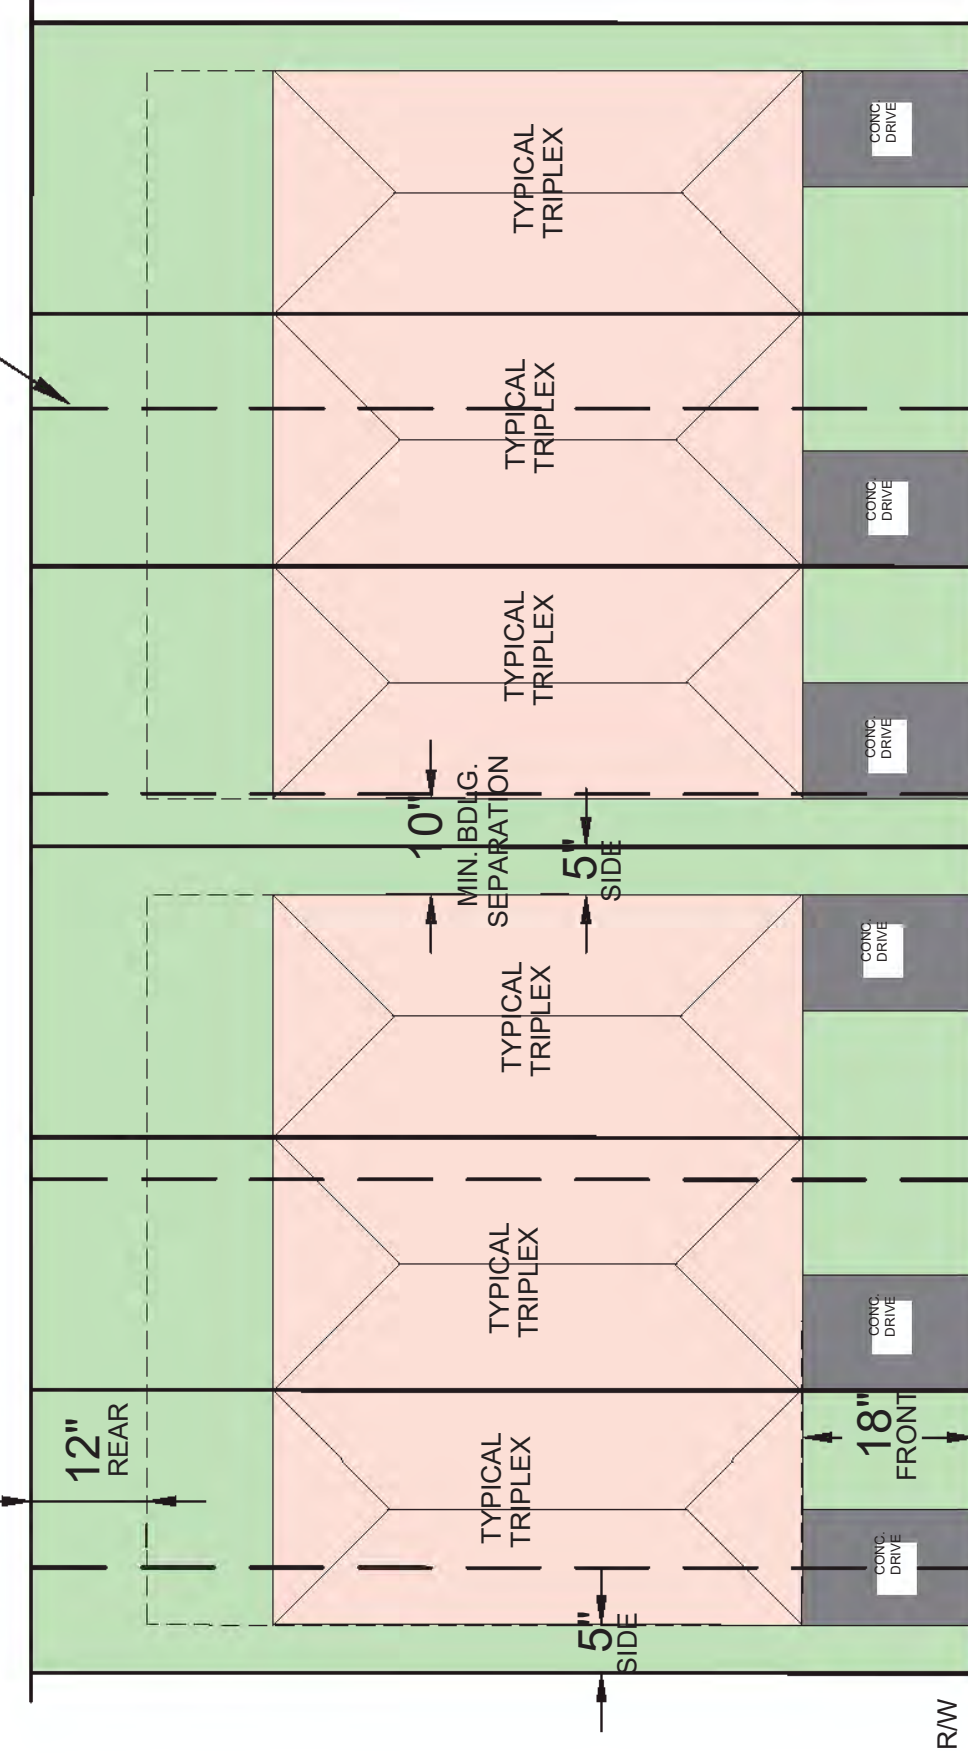 TYPICAL
TRIPLEX
CONC.
DRIVE
TYPICAL
TRIPLEX
CONC.
DRIVE
TYPICAL
TRIPLEX
CONC.
DRIVE
10"
MIN. BDLG.
SEPARATION
5"
SIDE
TYPICAL
TRIPLEX
CONC.
DRIVE
TYPICAL
TRIPLEX
CONC.
DRIVE
12"
REAR
18"
FRONT
TYPICAL
TRIPLEX
CONC.
DRIVE
5"
SIDE
R/W